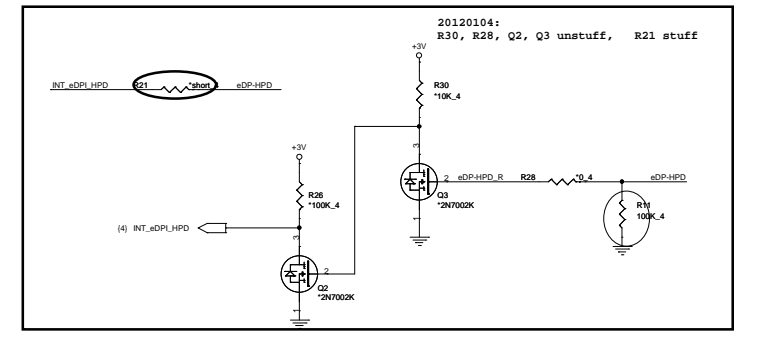 20120104:
R30, R28, Q2, Q3 unstuff, R21 stuff
+3V
INT_eDPI_HPD R21 *short_4 eDP-HPD
R30
*10K_4
+3V
3
2 eDP-HPD_R R28 *0_4 eDP-HPD
Q3
*2N7002K
R26
*100K_4
R11
100K_4
1
(4) INT_eDPI_HPD
3
2
Q2
*2N7002K
1